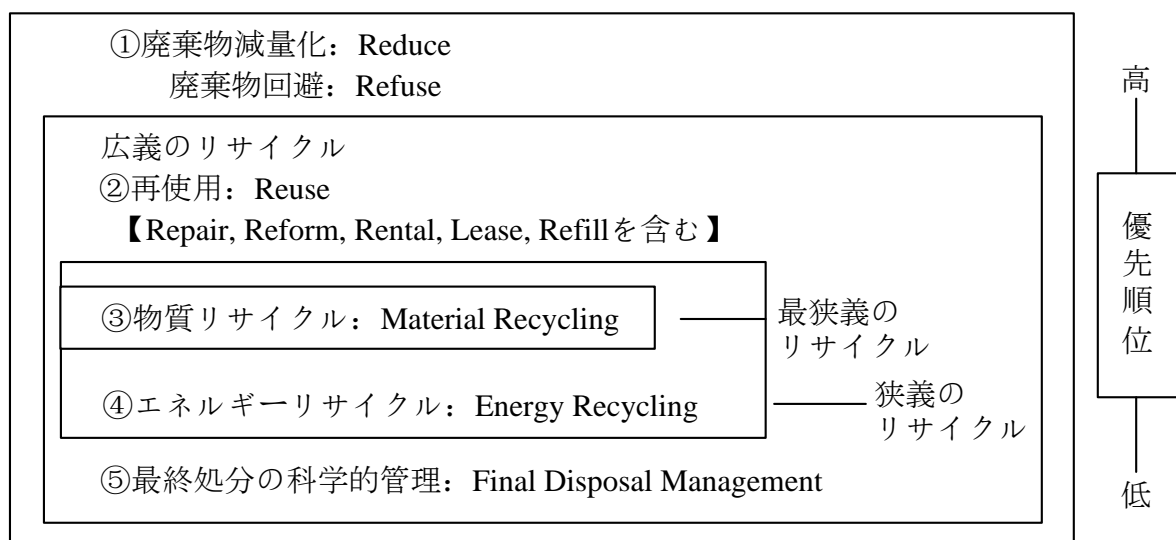 ①廃棄物減量化：Reduce
廃棄物回避：Refuse
広義のリサイクル
②再使用：Reuse
【Repair, Reform, Rental, Lease, Refillを含む】
③物質リサイクル：Material Recycling
最狭義の
リサイクル
④エネルギーリサイクル：Energy Recycling
狭義の
リサイクル
⑤最終処分の科学的管理：Final Disposal Management
高
優先順位
低